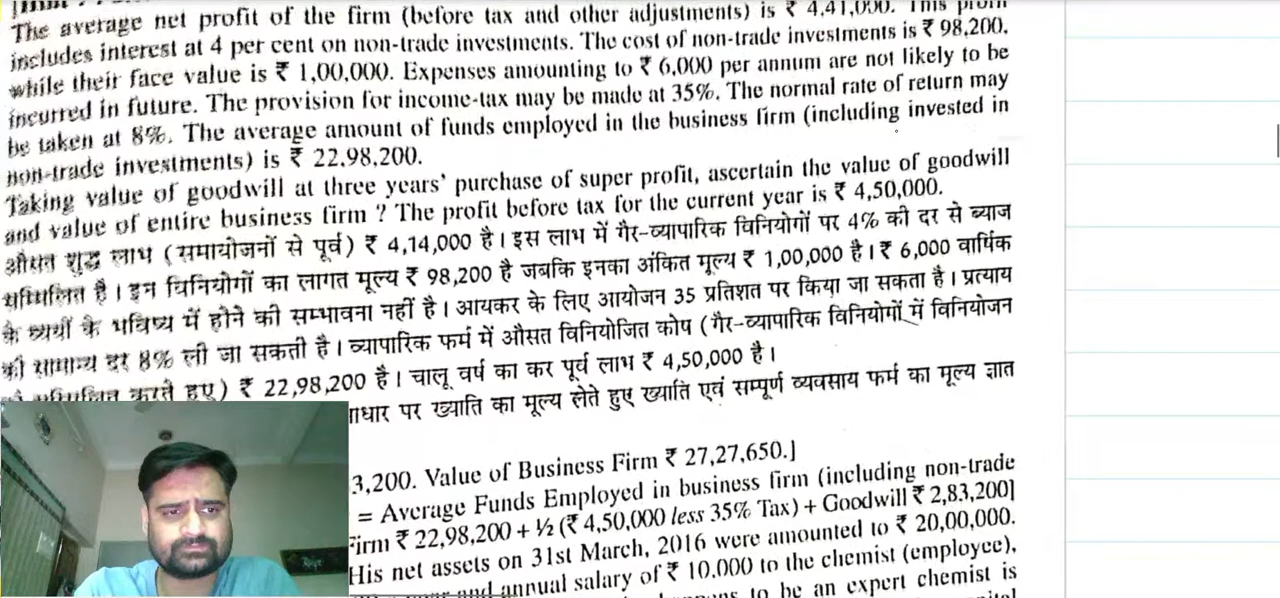 The average net profit of the firm (before tax and other adjustments) is ₹ 4,41,000. This profit
includes interest at 4 per cent on non-trade investments. The cost of non-trade investments is ₹ 98,200.
while their face value is ₹ 1,00,000. Expenses amounting to ₹ 6,000 per annum are not likely to be
incurred in future. The provision for income-tax may be made at 35%. The normal rate of return may
be taken at 8%. The average amount of funds employed in the business firm (including invested in
non-trade investments) is ₹ 22,98,200.
Taking value of goodwill at three years' purchase of super profit, ascertain the value of goodwill
and value of entire business firm ? The profit before tax for the current year is ₹ 4,50,000.
औसत शुद्ध लाभ (समायोजनों से पूर्व) ₹ 4,14,000 है। इस लाभ में गैर-व्यापारिक विनियोगों पर 4% की दर से ब्याज
सम्मिलित है। इन विनियोगों का लागत मूल्य ₹ 98,200 है जबकि इनका अंकित मूल्य ₹ 1,00,000 है। ₹ 6,000 वार्षिक
के व्ययों के भविष्य में होने की सम्भावना नहीं है। आयकर के लिए आयोजन 35 प्रतिशत पर किया जा सकता है। प्रत्याय
की सामान्य दर 8% ली जा सकती है। व्यापारिक फर्म में औसत विनियोजित कोष (गैर-व्यापारिक विनियोगों में विनियोजन
सम्मिलित करते हुए) ₹ 22,98,200 है। चालू वर्ष का कर पूर्व लाभ ₹ 4,50,000 है।
पर ख्याति का मूल्य लेते हुए ख्याति एवं सम्पूर्ण व्यवसाय फर्म का मूल्य ज्ञात
3,200. Value of Business Firm ₹ 27,27,650.]
= Average Funds Employed in business firm (including non-trade
Firm ₹ 22,98,200 + ½ (₹ 4,50,000 less 35% Tax) + Goodwill ₹ 2,83,200]
His net assets on 31st March, 2016 were amounted to ₹ 20,00,000.
and annual salary of ₹ 10,000 to the chemist (employee),
to be an expert chemist is